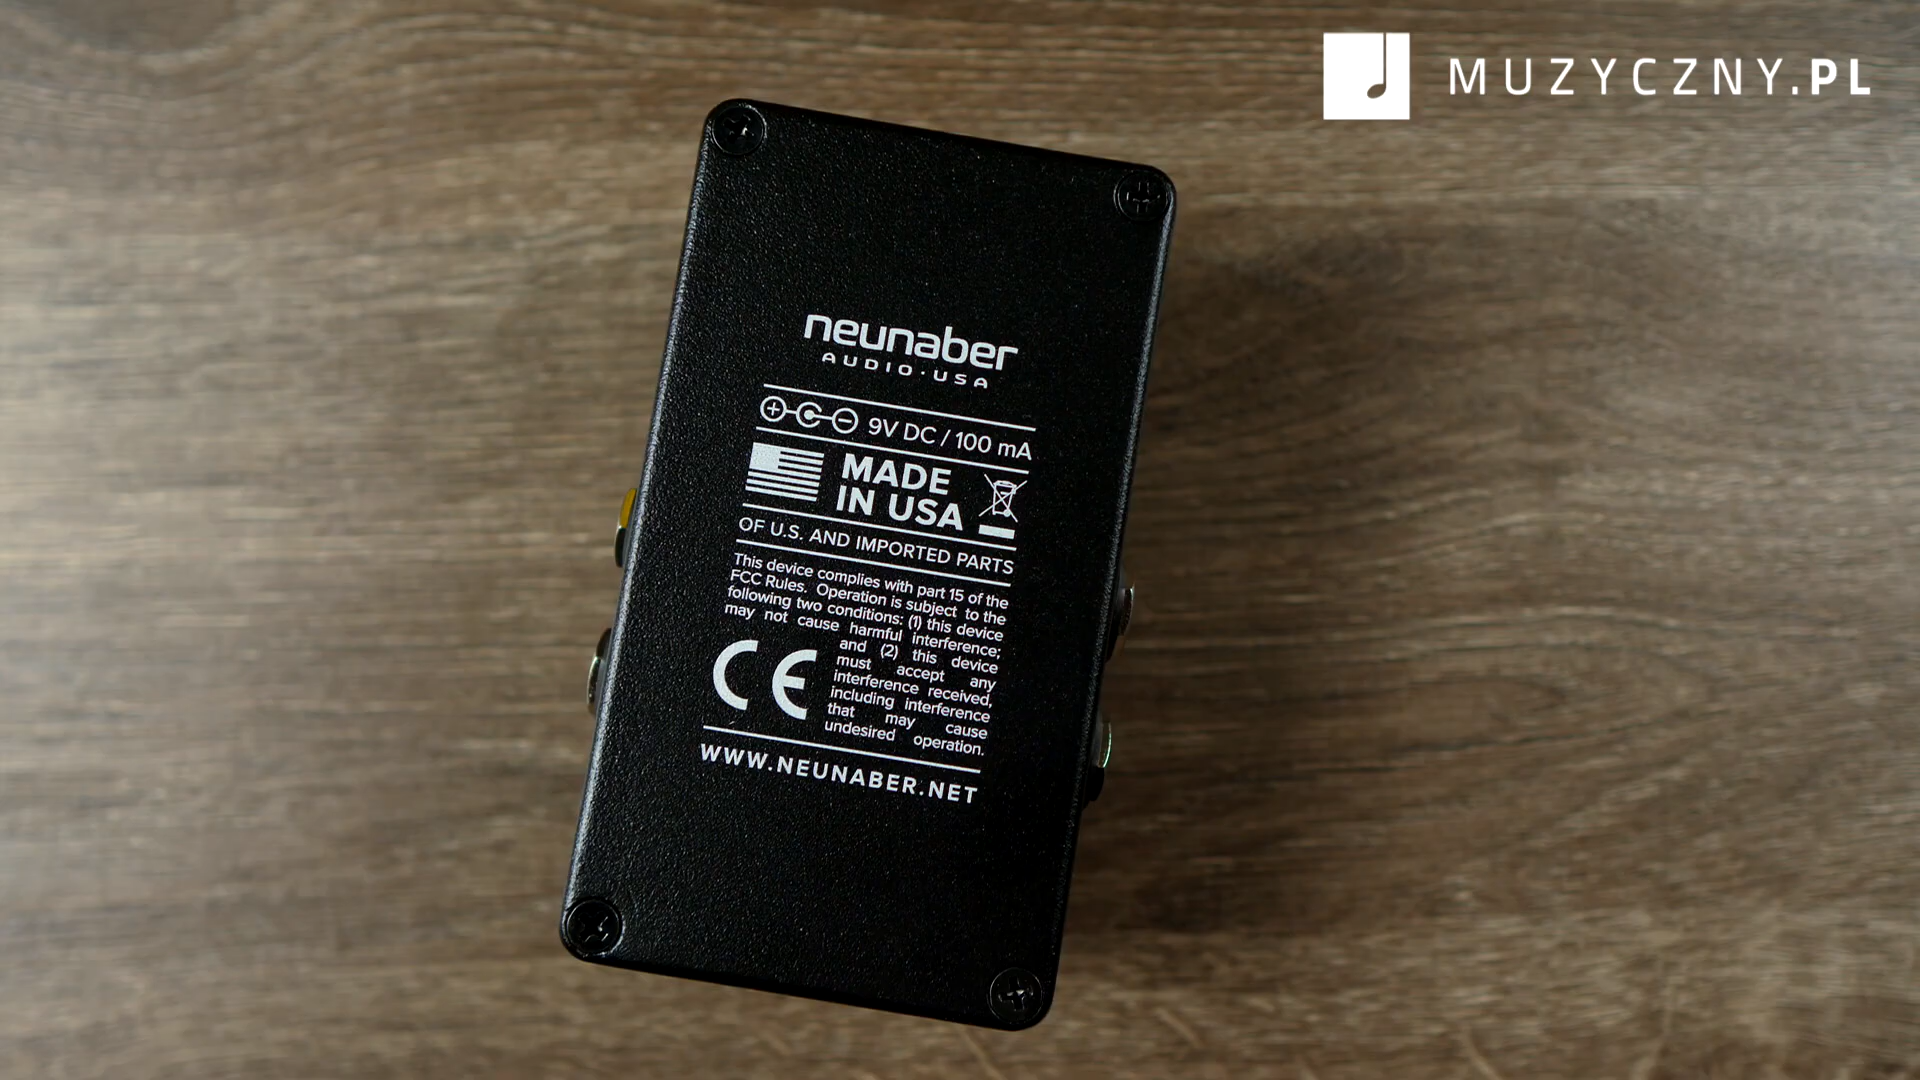 MUZYCZNY.PL
neunaber
AUDIO·USA
9V DC / 100 mA
MADE
IN USA
OF U.S. AND IMPORTED PARTS
This device complies with part 15 of the
FCC Rules. Operation is subject to the
following two conditions: (1) this device
may not cause harmful interference;
and (2) this device
must accept any
interference received,
including interference
that may cause
undesired operation.
CE
WWW.NEUNABER.NET